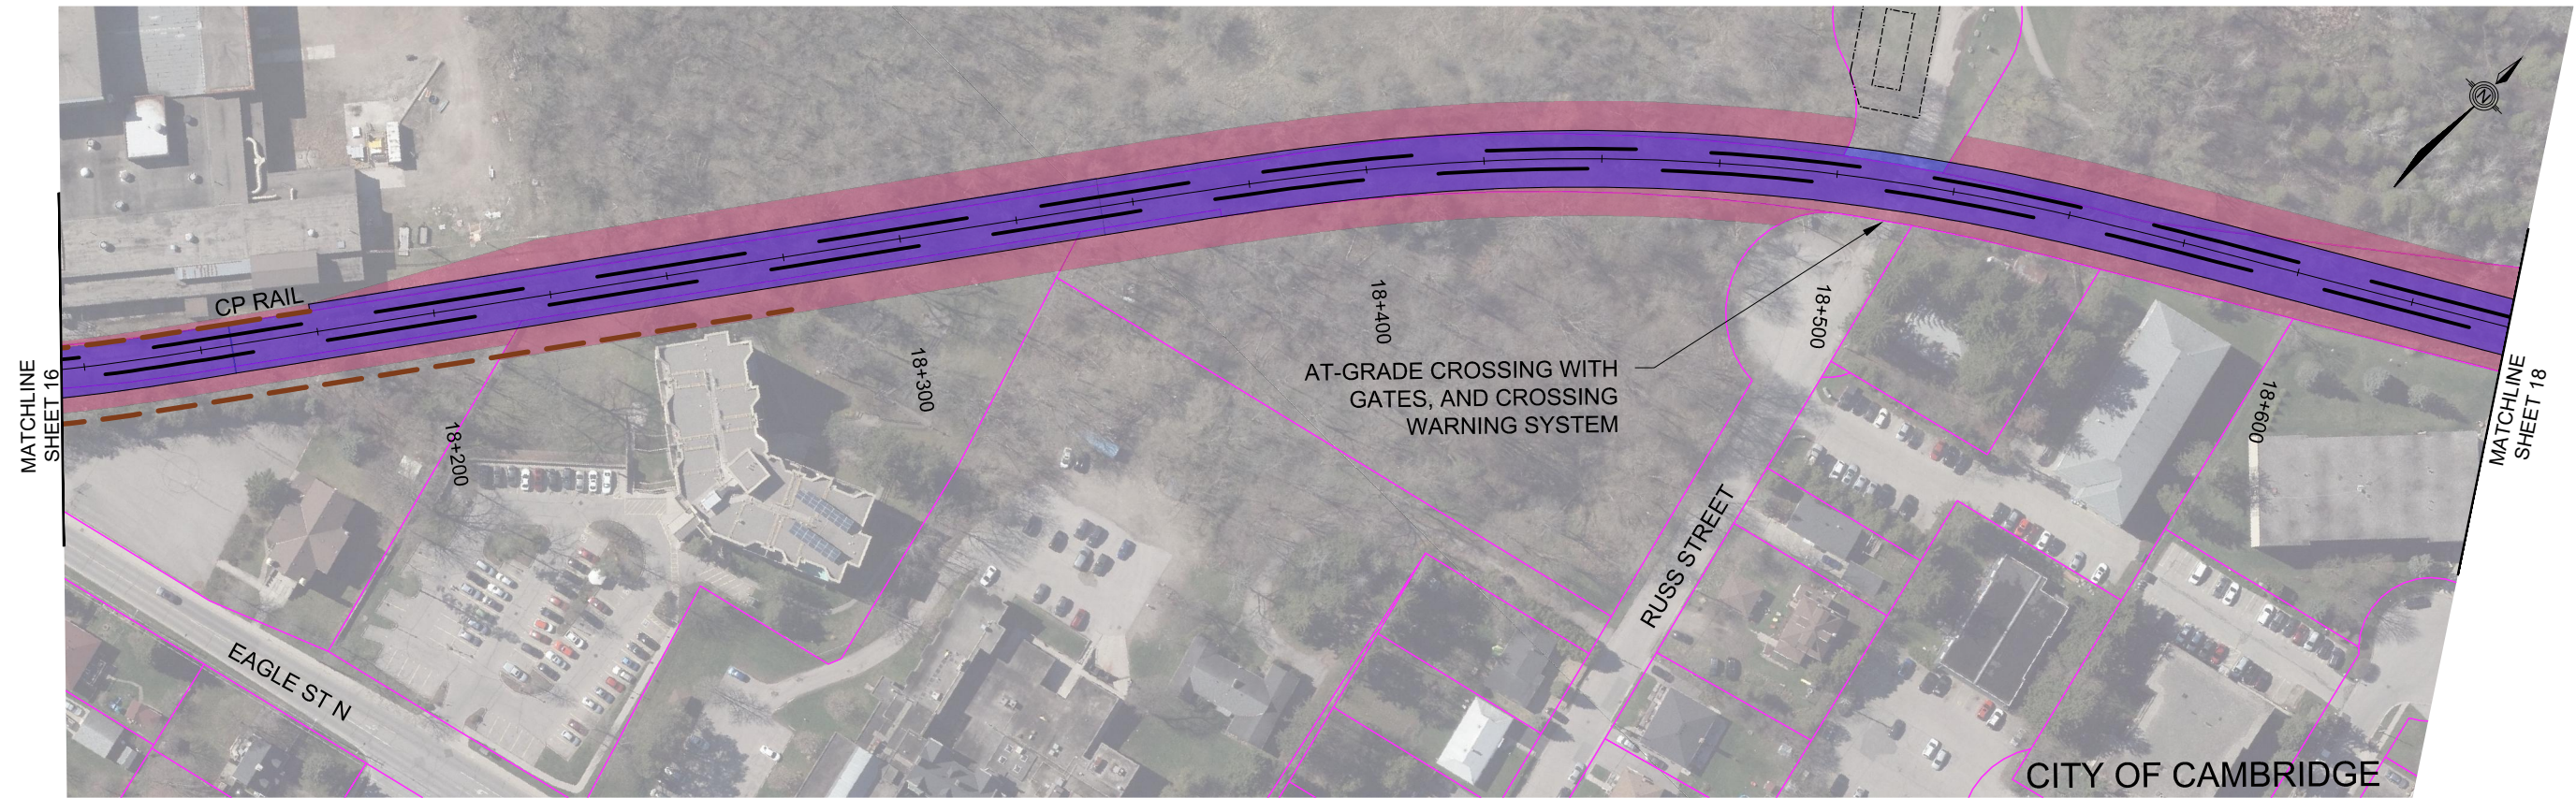 N
CP RAIL
MATCHLINE
SHEET 16
18+200
18+300
18+400
18+500
18+600
AT-GRADE CROSSING WITH
GATES, AND CROSSING
WARNING SYSTEM
MATCHLINE
SHEET 18
RUSS STREET
EAGLE ST N
CITY OF CAMBRIDGE